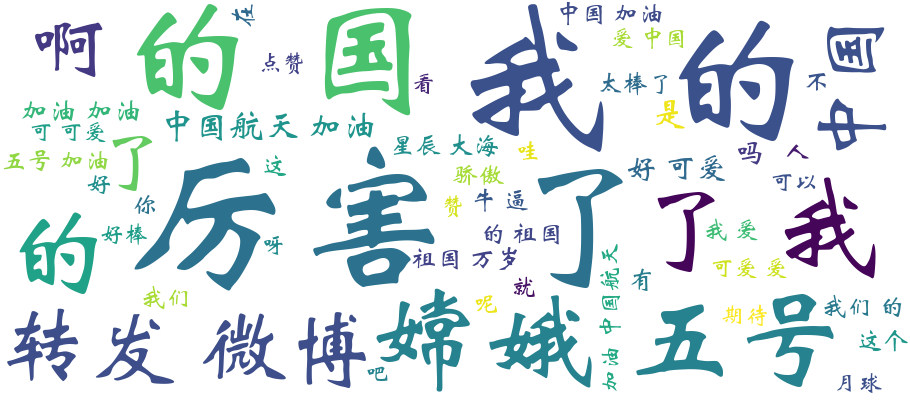 啊
的
国
我
的
中国
在
点赞
看
中国 加油
爱 中国
太棒了
不
是
加油 加油
可 可爱
五号 加油
了
好
中国航天 加油
星辰 大海
哇
骄傲
这
好 可爱
吗
人
可以
你
好棒
赞
牛 逼
的 祖国
祖国 万岁
的
厉害
了
了
我
我 爱
可爱 爱
呀
我们
呢
就
有
加油 中国航天
期待
我们 的
这个
转发 微博
嫦娥 五号
吧
月球